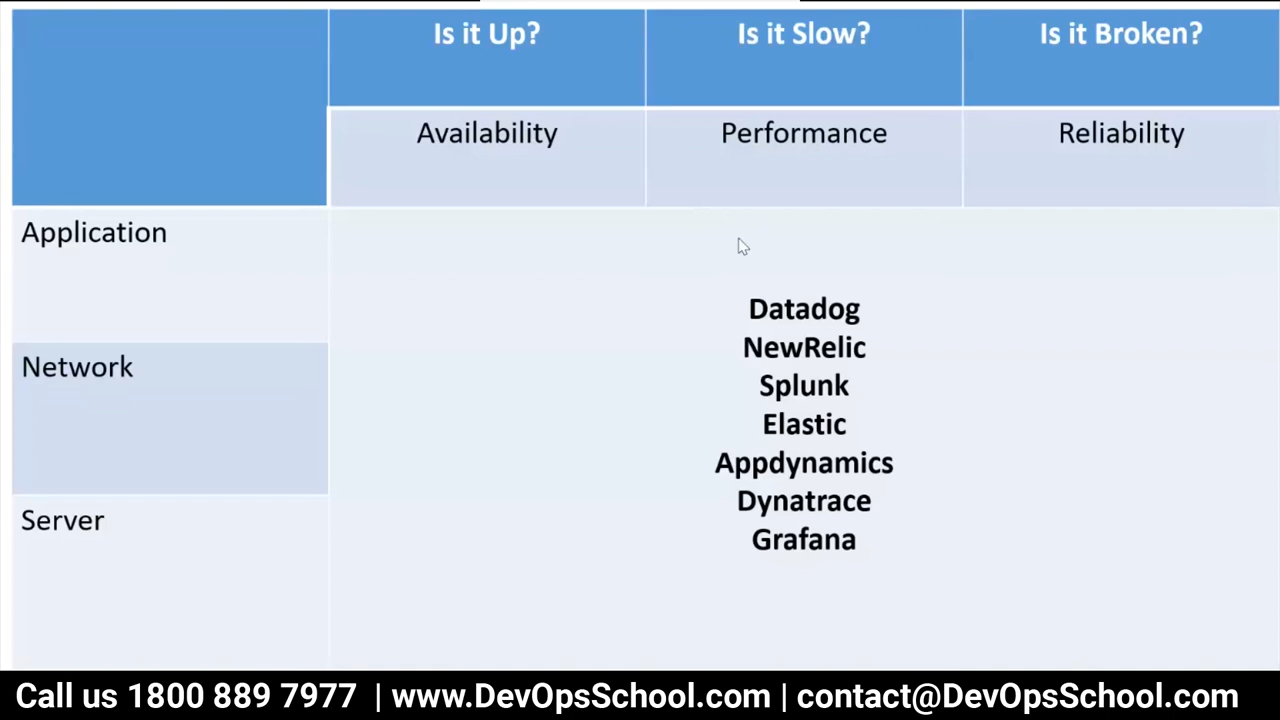 Is it Up? Is it Slow? Is it Broken?
Availability Performance Reliability
Application
Network
Server
Datadog
NewRelic
Splunk
Elastic
Appdynamics
Dynatrace
Grafana
Call us 1800 889 7977 | www.DevOpsSchool.com | contact@DevOpsSchool.com